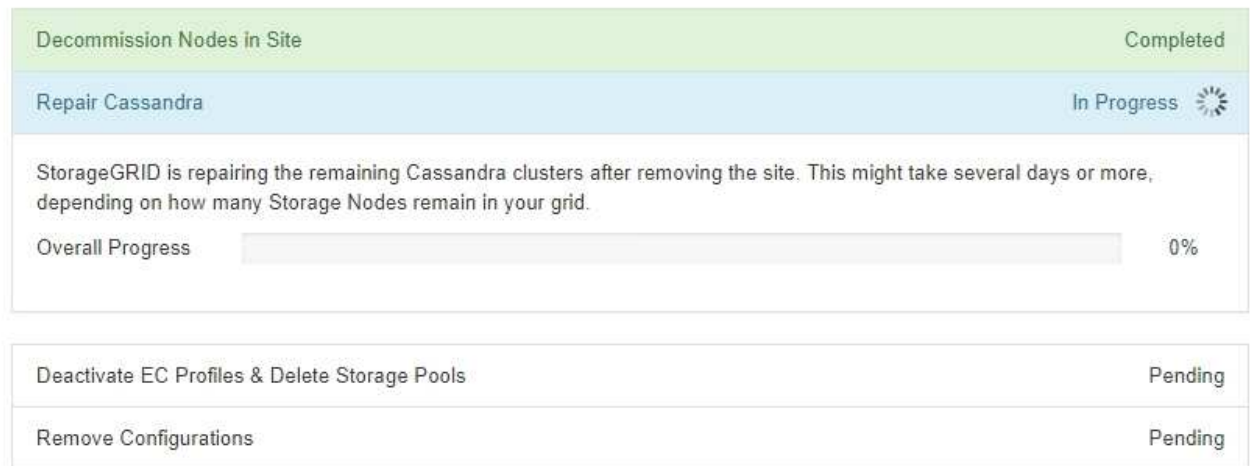 Decommission Nodes in Site Completed
Repair Cassandra In Progress
StorageGRID is repairing the remaining Cassandra clusters after removing the site. This might take several days or more,
depending on how many Storage Nodes remain in your grid.
Overall Progress 0%
Deactivate EC Profiles & Delete Storage Pools Pending
Remove Configurations Pending